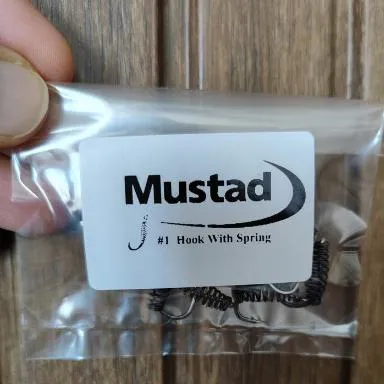 Mustad
#1 Hook With Spring